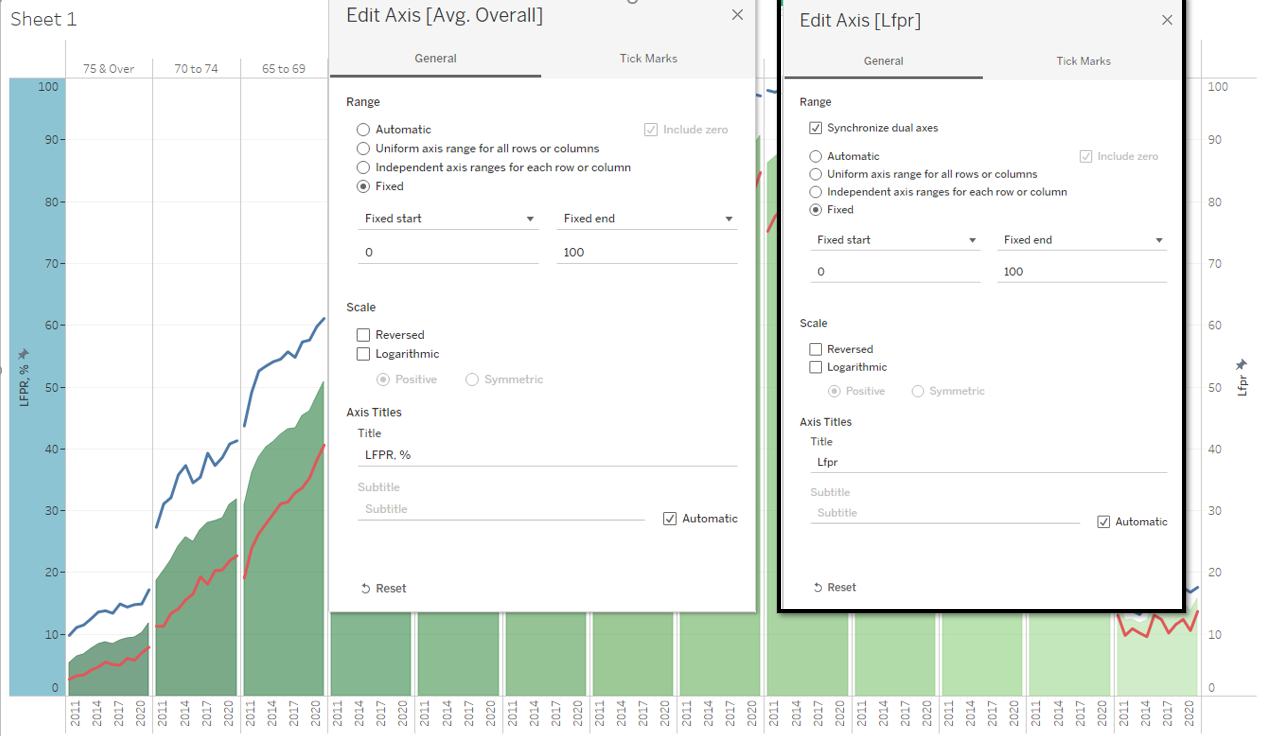 Sheet 1
75 & Over
70 to 74
65 to 69
100
90
80
70
60
50
40
30
20
10
0
LFPR, %
Edit Axis [Avg. Overall]
General Tick Marks
Range
Automatic Include zero
Uniform axis range for all rows or columns
Independent axis ranges for each row or column
Fixed
Fixed start Fixed end
0 100
Scale
Reversed
Logarithmic
Positive Symmetric
Axis Titles
Title
LFPR, %
Subtitle
Subtitle Automatic
Reset
Edit Axis [Lfpr]
General Tick Marks
Range
Synchronize dual axes
Automatic Include zero
Uniform axis range for all rows or columns
Independent axis ranges for each row or column
Fixed
Fixed start Fixed end
0 100
Scale
Reversed
Logarithmic
Positive Symmetric
Axis Titles
Title
Lfpr
Subtitle
Subtitle Automatic
Reset
100
90
80
70
60
50
40
30
20
10
0
Lfpr
2011 2014 2017 2020 2011 2014 2017 2020 2011 2014 2017 2020 2011 2014 2017 2020 2011 2014 2017 2020 2011 2014 2017 2020 2011 2014 2017 2020 2011 2014 2017 2020 2011 2014 2017 2020 2011 2014 2017 2020 2011 2014 2017 2020 2011 2014 2017 2020 2011 2014 2017 2020